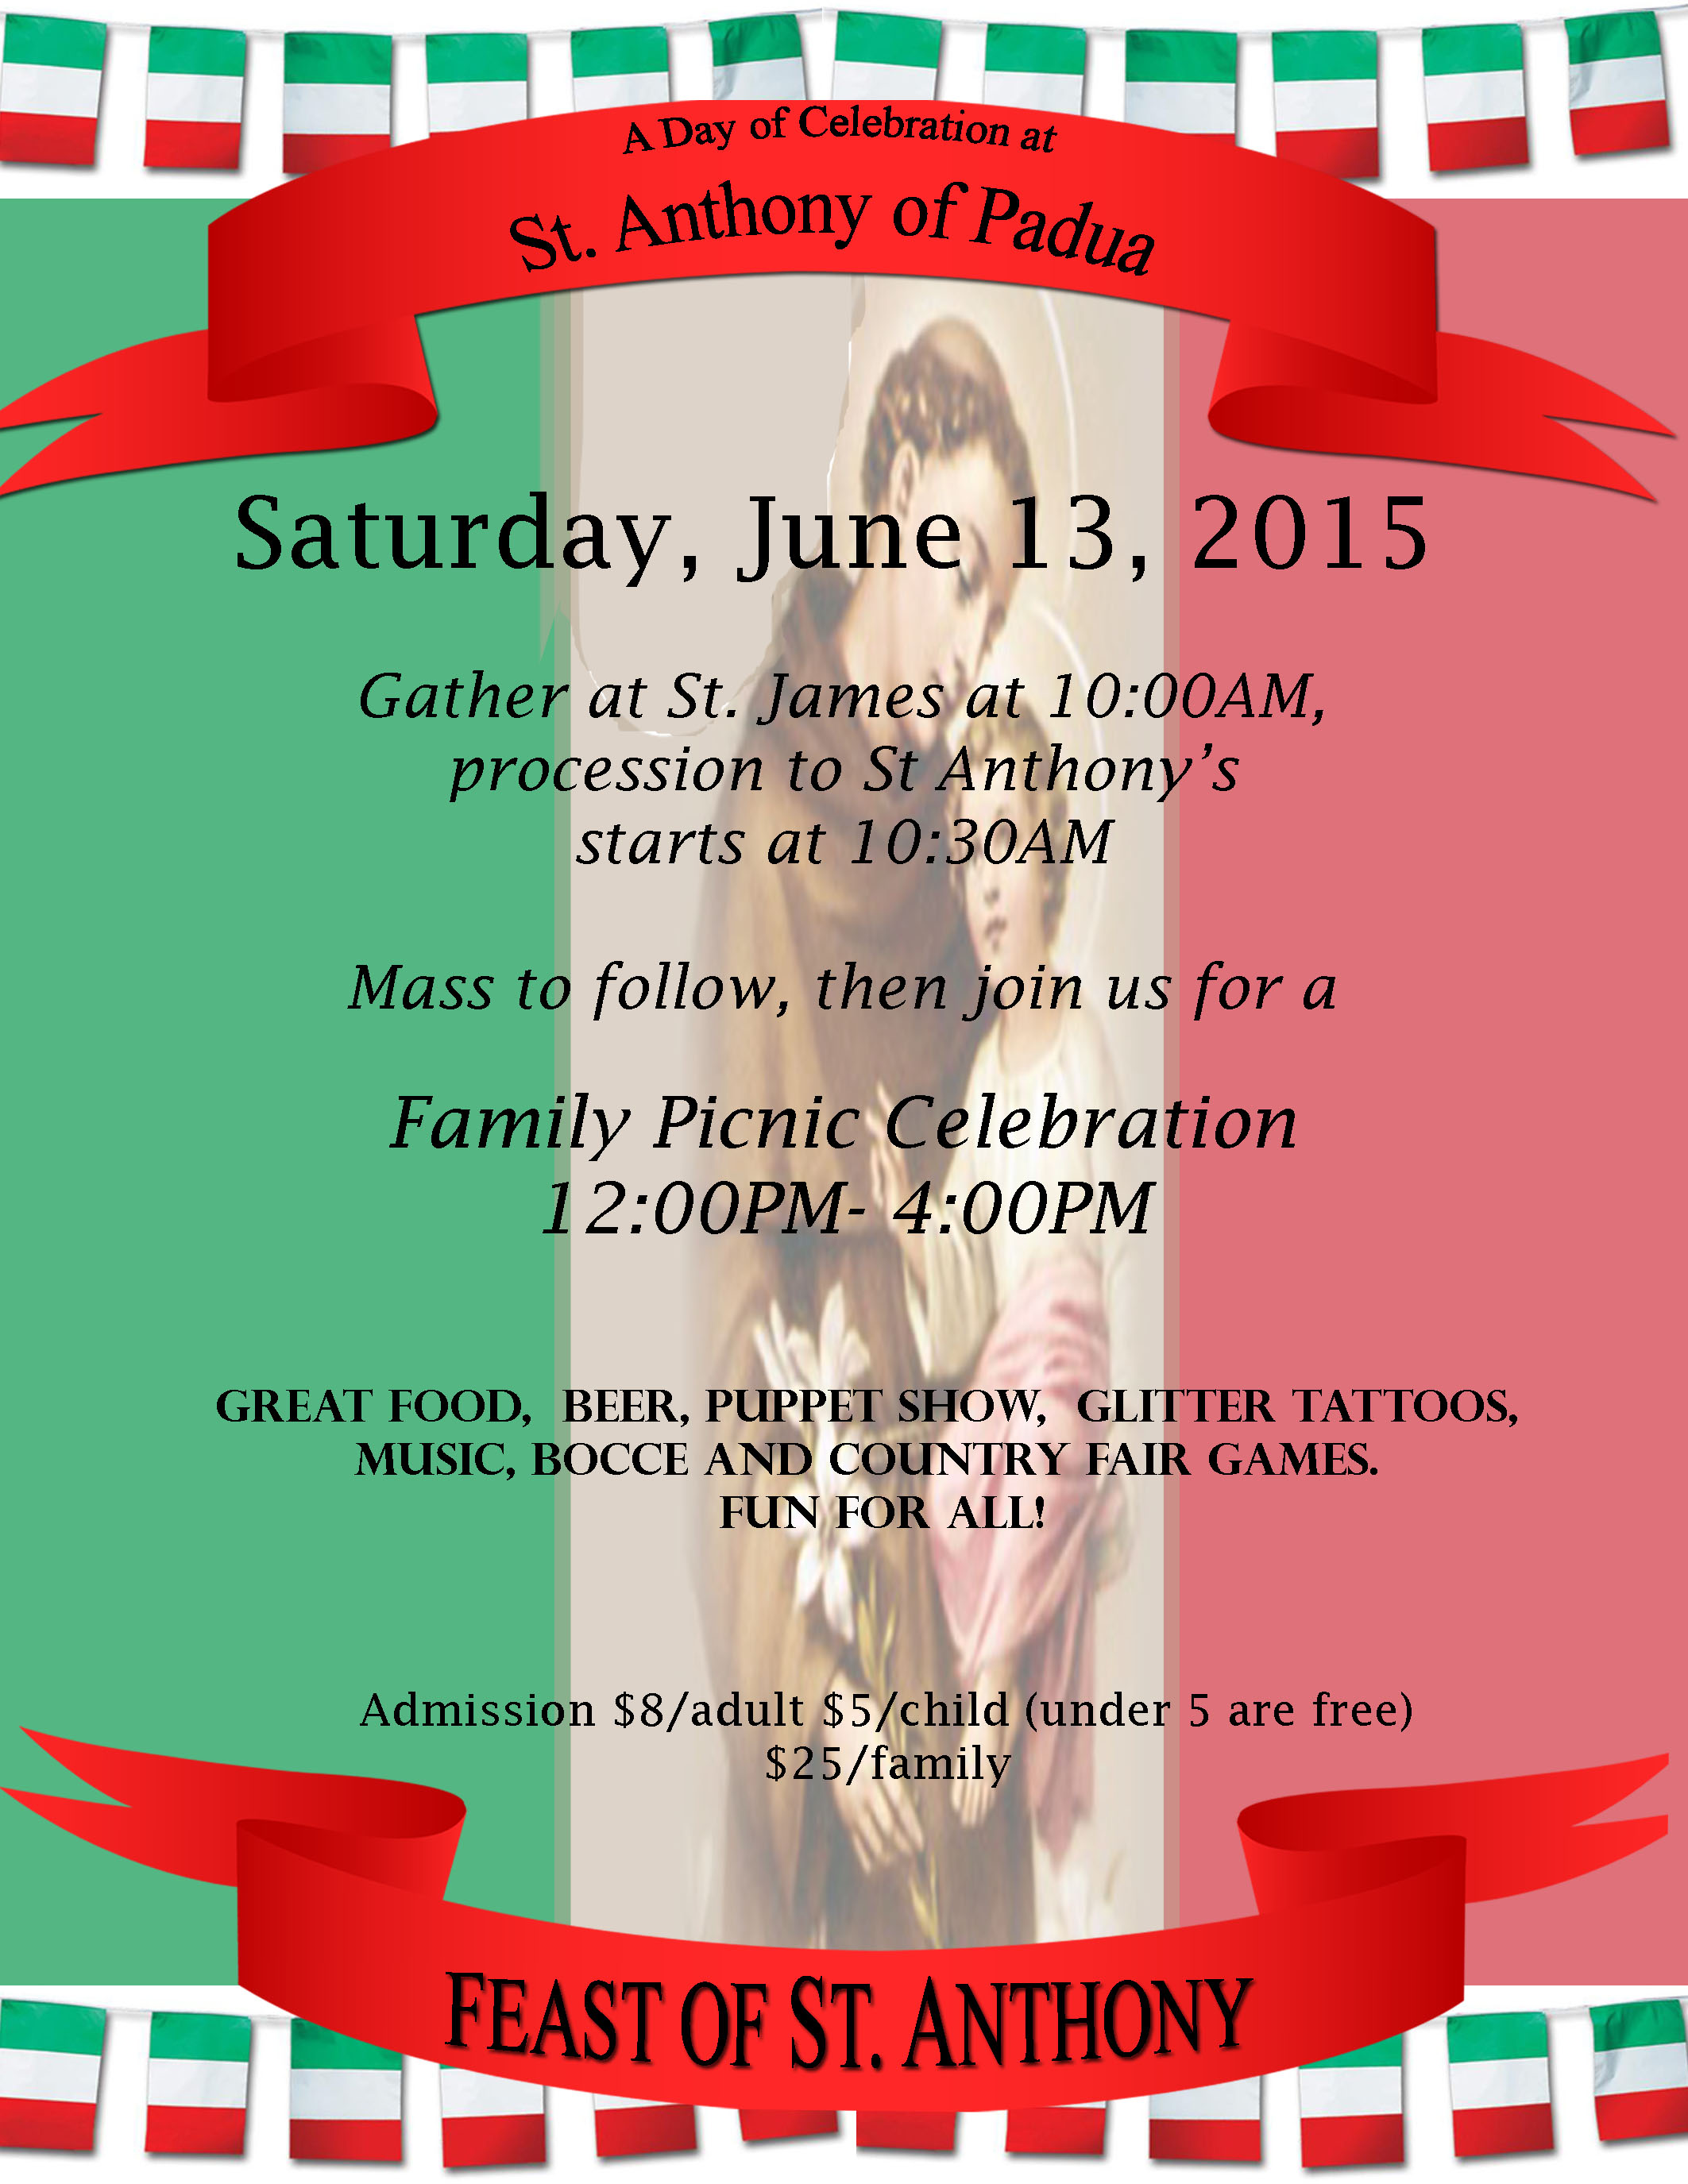 A Day of Celebration at
St. Anthony of Padua
Saturday, June 13, 2015
Gather at St. James at 10:00AM,
procession to St Anthony’s
starts at 10:30AM
Mass to follow, then join us for a
Family Picnic Celebration
12:00PM- 4:00PM
GREAT FOOD, BEER, PUPPET SHOW, GLITTER TATTOOS,
MUSIC, BOCCE AND COUNTRY FAIR GAMES.
FUN FOR ALL!
Admission $8/adult $5/child (under 5 are free)
$25/family
FEAST OF ST. ANTHONY